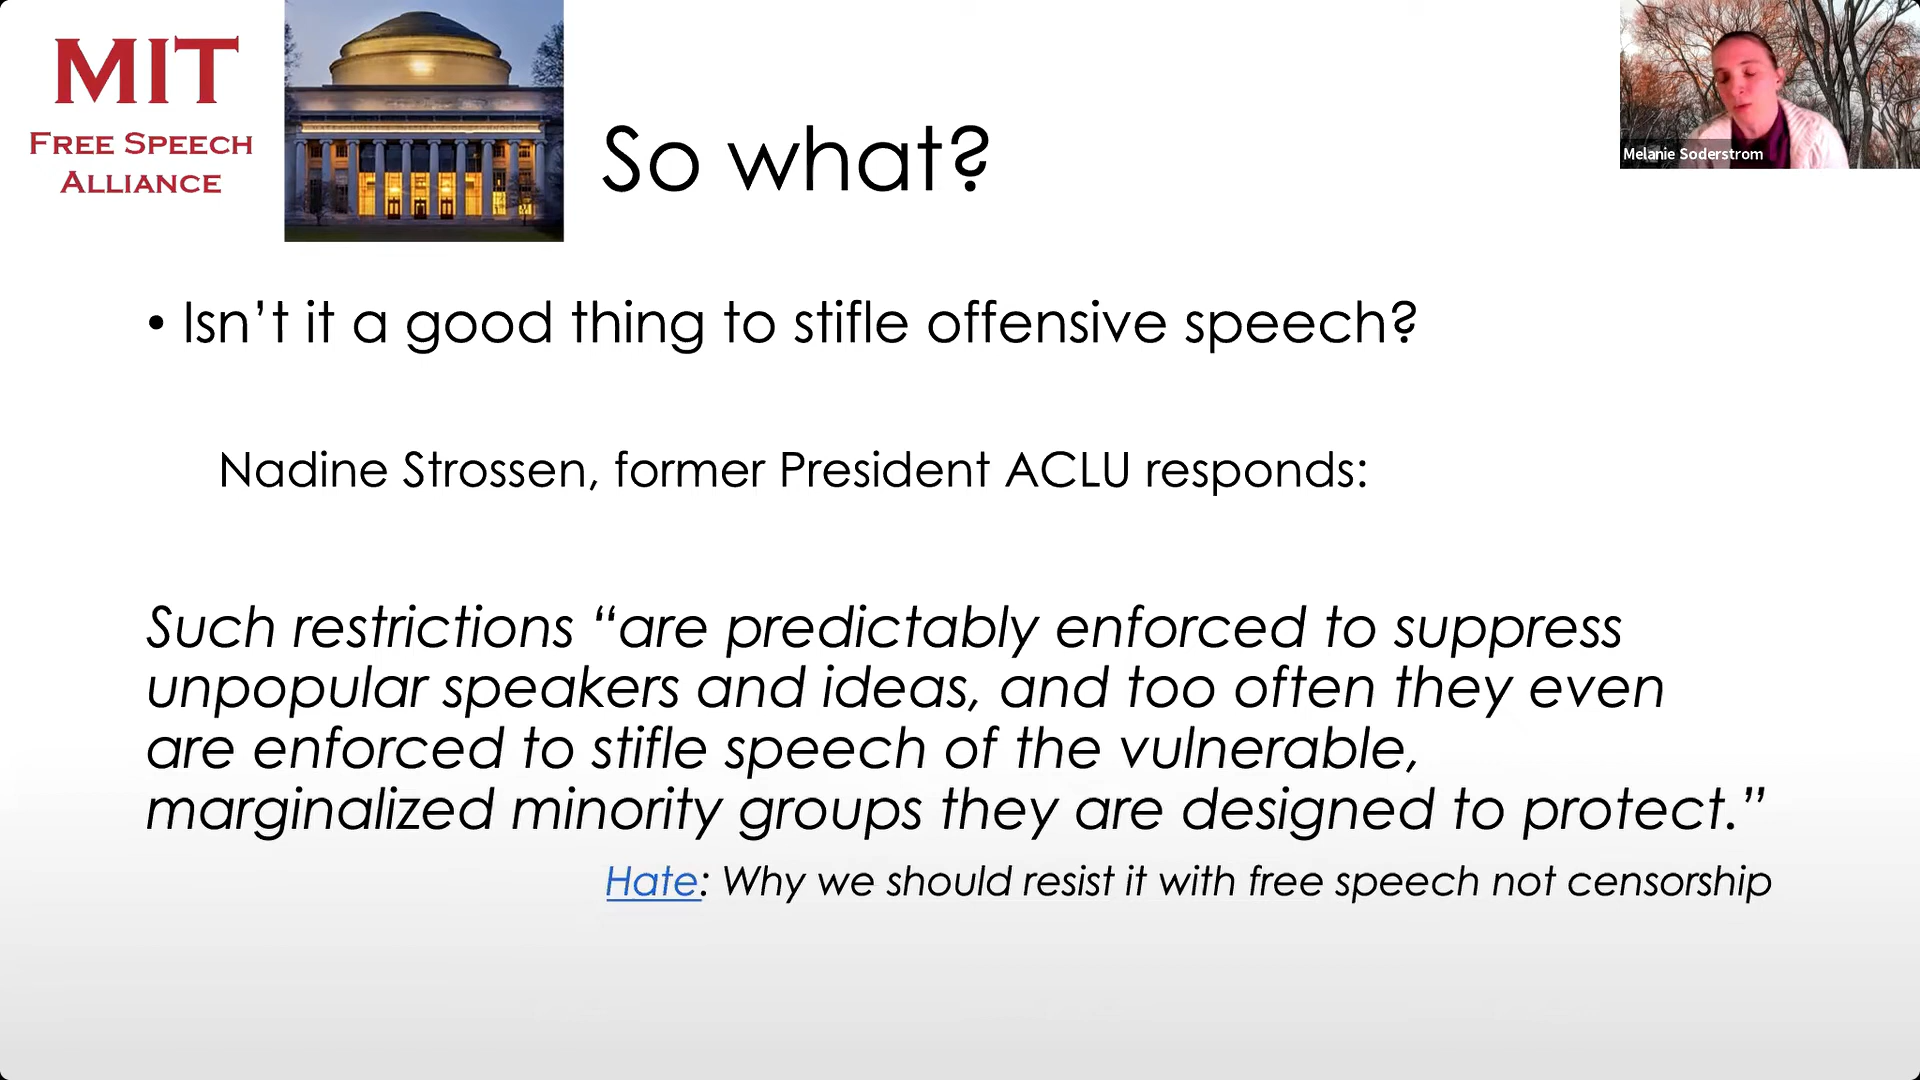 MIT
FREE SPEECH
ALLIANCE
So what?
Melanie Soderstrom
• Isn’t it a good thing to stifle offensive speech?
Nadine Strossen, former President ACLU responds:
Such restrictions “are predictably enforced to suppress
unpopular speakers and ideas, and too often they even
are enforced to stifle speech of the vulnerable,
marginalized minority groups they are designed to protect.”
Hate: Why we should resist it with free speech not censorship